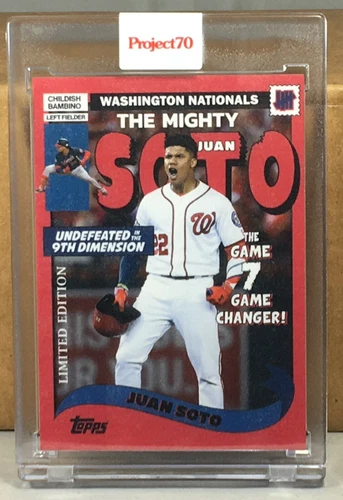 Project70
CHILDISH
BAMBINO
LEFT FIELDER
WASHINGTON NATIONALS
THE MIGHTY
JUAN
SOTO
UNDEFEATED IN THE
9TH DIMENSION
W
22
THE
GAME
7
GAME
CHANGER!
LIMITED EDITION
JUAN SOTO
Topps